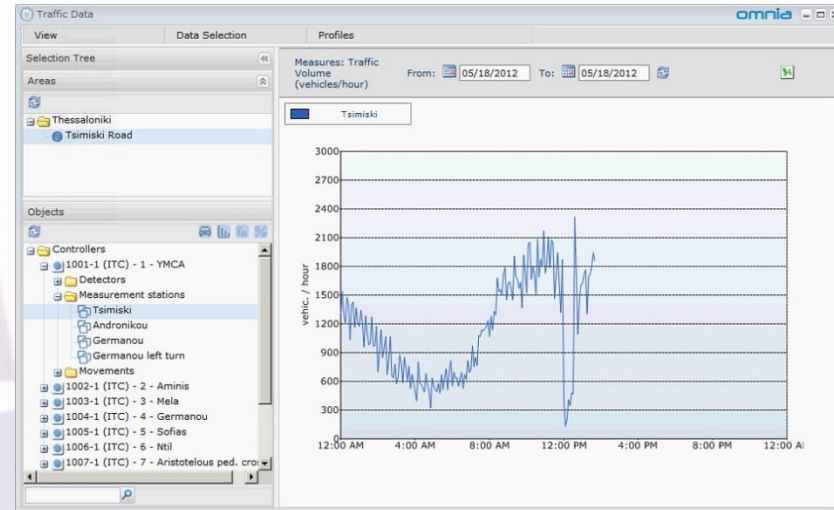 Traffic Data
omnia
View Data Selection Profiles
Selection Tree
Areas
Thessaloniki
Tsimiski Road
Objects
Controllers
1001-1 (ITC) - 1 - YMCA
Detectors
Measurement stations
Tsimiski
Andronikou
Germanou
Germanou left turn
Movements
1002-1 (ITC) - 2 - Aminis
1003-1 (ITC) - 3 - Mela
1004-1 (ITC) - 4 - Germanou
1005-1 (ITC) - 5 - Sofias
1006-1 (ITC) - 6 - Ntil
1007-1 (ITC) - 7 - Aristotelous ped. cro
Measures: Traffic
Volume
(vehicles/hour)
From: 05/18/2012 To: 05/18/2012
Tsimiski
3000
2700
2400
2100
1800
1500
1200
900
600
300
0
vehic. / hour
12:00 AM 4:00 AM 8:00 AM 12:00 PM 4:00 PM 8:00 PM 12:00 A